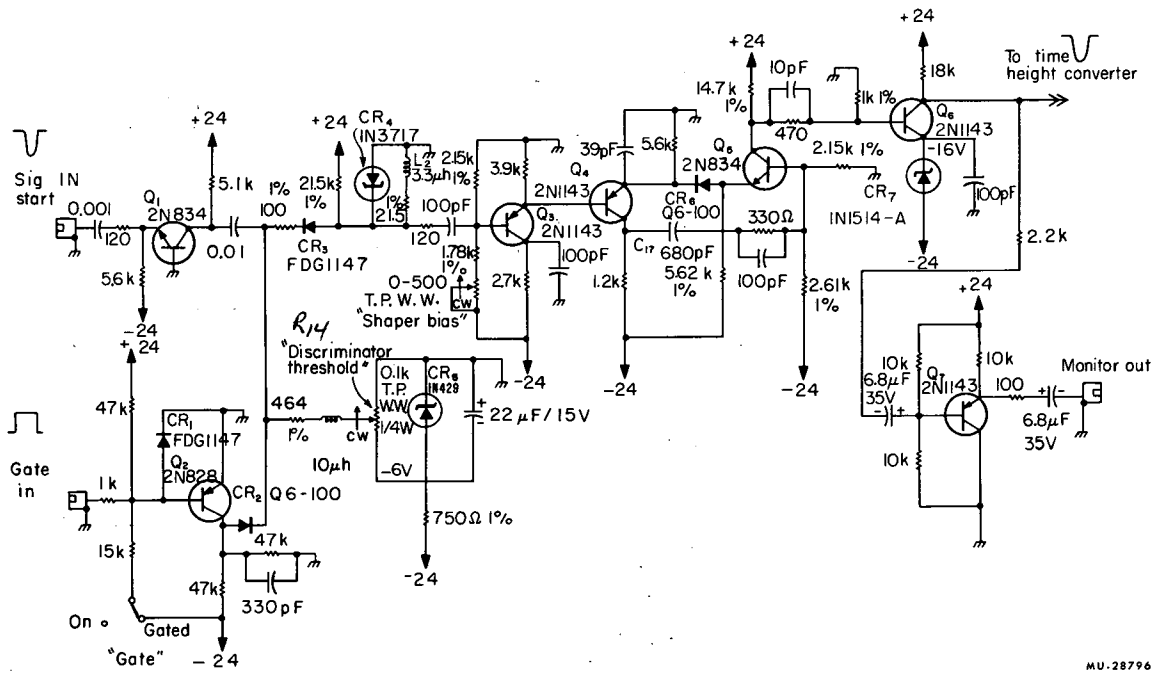 +24
+24
To time
height converter
10pF
14.7k
1%
1k 1%
18k
Q6
2N1143
-16V
470
+24
+24
CR4
1N3717
Sig IN
start
5.1k
1%
100
21.5k
1%
L2
3.3μh
1%
21.5
2.15k
1%
3.9k
39pF
5.6k
Q5
2N834
2.15k 1%
CR7
1N1514-A
100pF
Q4
2N1143
0.001
Q1
2N834
120
0.01
CR3
FDG1147
100pF
120
Q3
2N1143
CR6
Q6-100
330Ω
C17
680pF
100pF
100pF
2.2k
-24
5.6k
1.78k
1%
0-500
T.P. W.W.
CW
"Shaper bias"
2.7k
1.2k
5.62k
1%
2.61k
1%
+24
-24
+24
R14
"Discriminator
threshold"
0.1k
T.P.
WW
1/4W
CR5
1N429
+
-
22μF/15V
-24
-24
-24
10k
6.8μF
35V
- +
Q7
2N1143
10k
100
Monitor out
+ -
6.8μF
35V
47k
CR1
FDG1147
464
1%
CW
10μh
-6V
10k
Gate
in
Q2
2N828
CR2 Q6-100
1k
750Ω 1%
15k
47k
-24
47k
330pF
On
Gated
"Gate"
-24
MU-28796